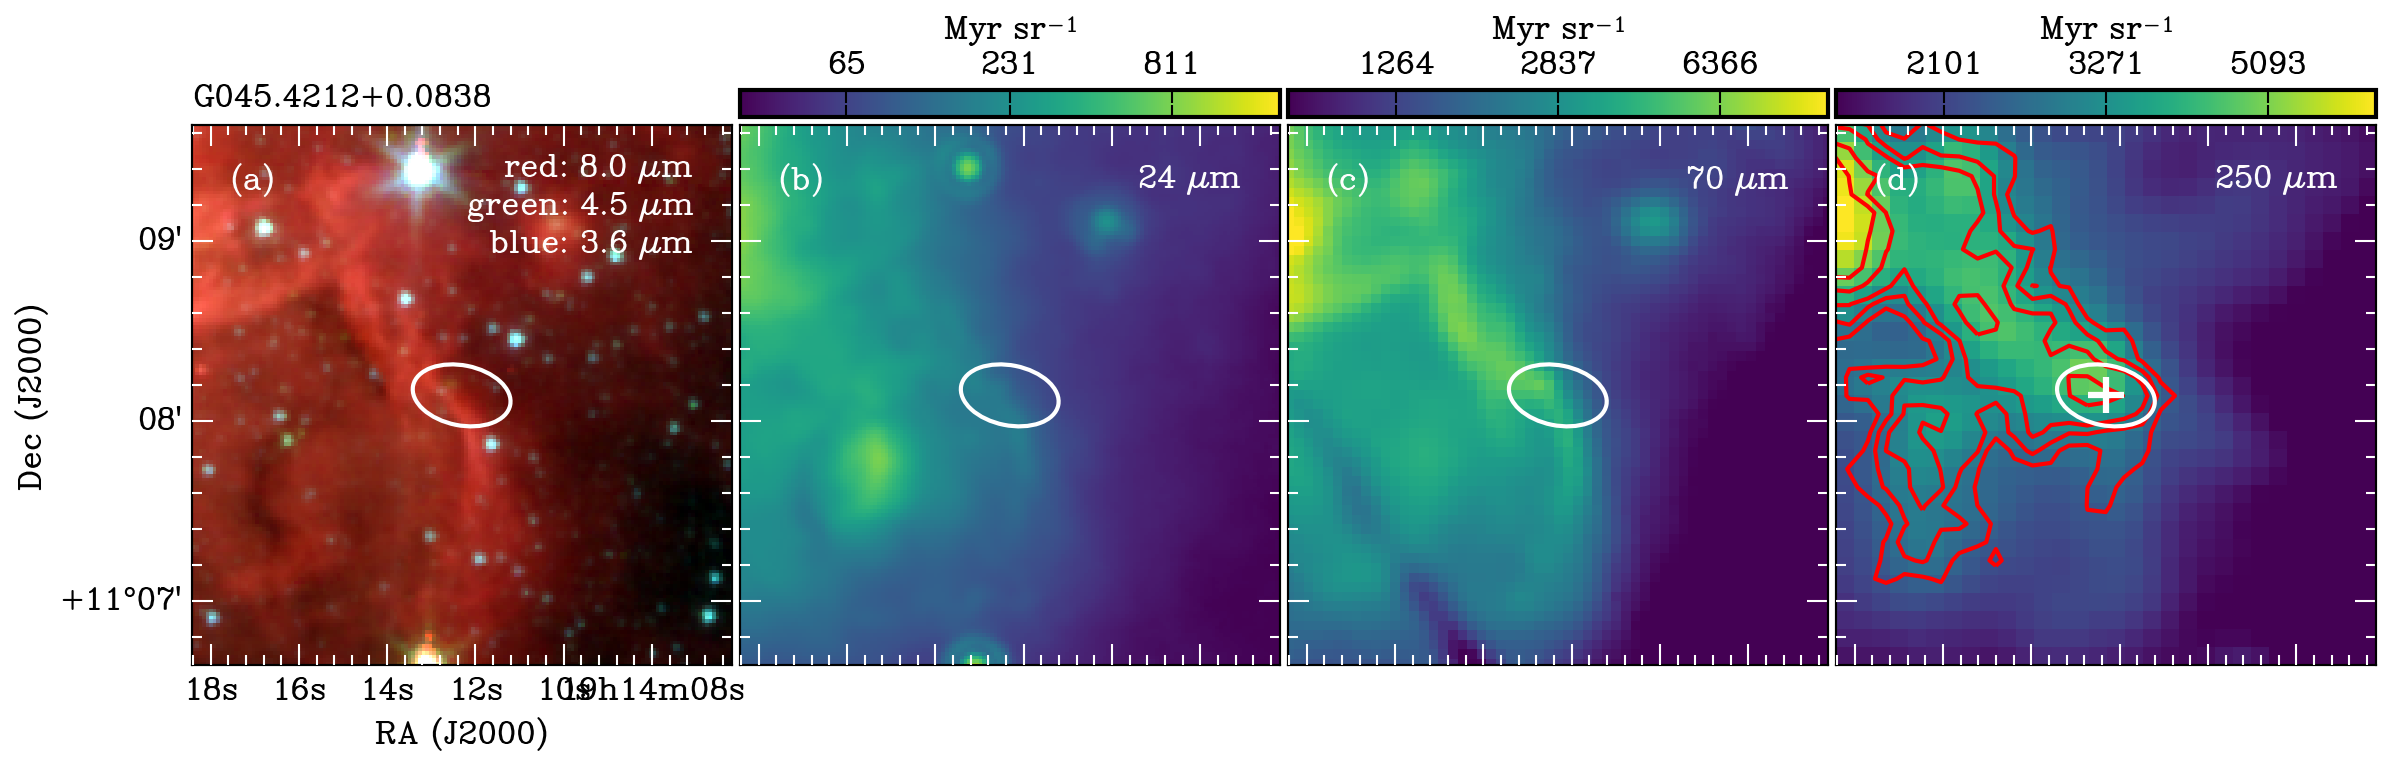 Myr sr⁻¹ Myr sr⁻¹ Myr sr⁻¹
65 231 811 1264 2837 6366 2101 3271 5093
G045.4212+0.0838
(a) red: 8.0 μm
green: 4.5 μm
blue: 3.6 μm
(b) 24 μm
(c) 70 μm
(d) 250 μm
09'
08'
+11°07'
Dec (J2000)
18s 16s 14s 12s 10s 19h14m08s
RA (J2000)